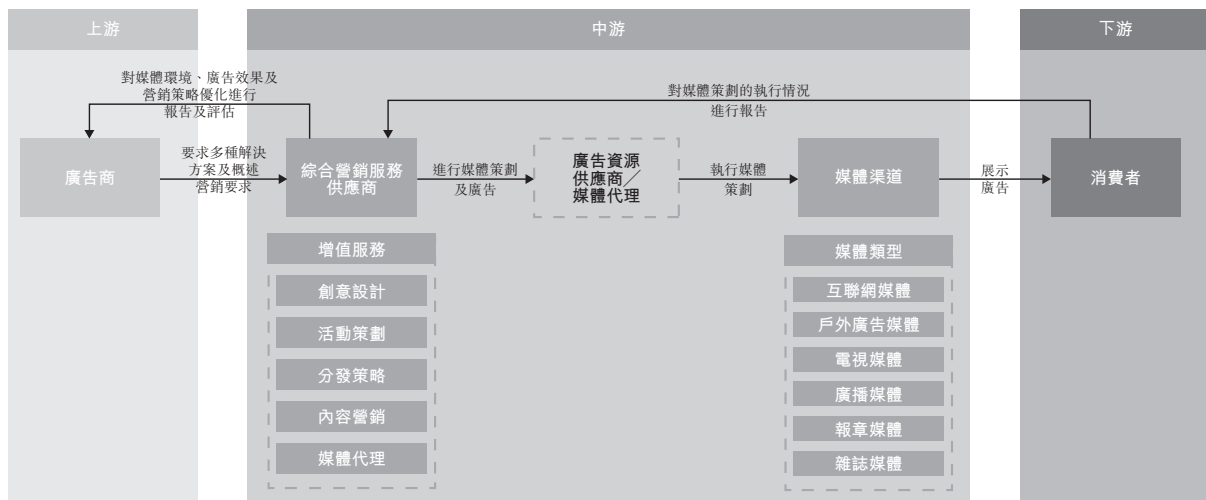 上游
中游
下游
對媒體環境、廣告效果及
營銷策略優化進行
報告及評估
對媒體策劃的執行情況
進行報告
廣告商
要求多種解決
方案及概述
營銷要求
綜合營銷服務
供應商
進行媒體策劃
及廣告
廣告資源
供應商／
媒體代理
執行媒體
策劃
媒體渠道
展示
廣告
消費者
增值服務
創意設計
活動策劃
分發策略
內容營銷
媒體代理
媒體類型
互聯網媒體
戶外廣告媒體
電視媒體
廣播媒體
報章媒體
雜誌媒體